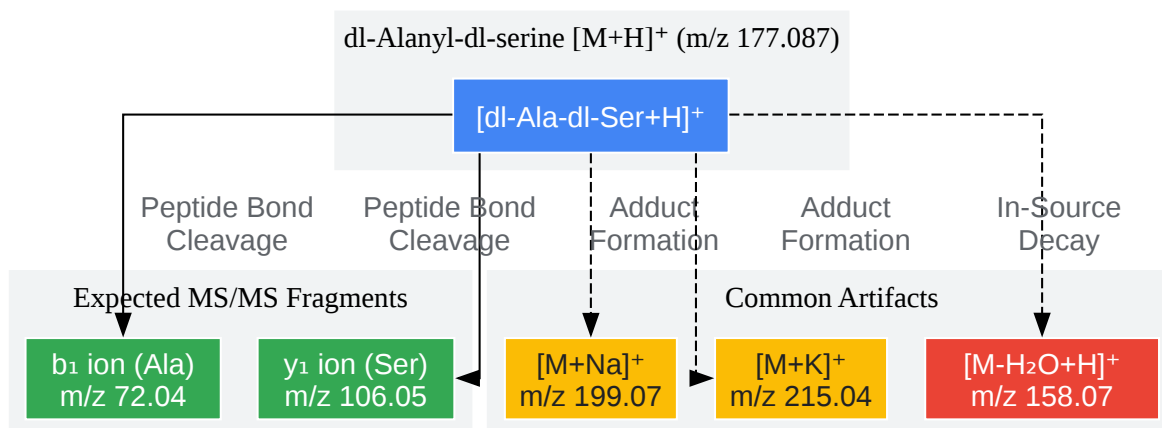 dl-Alanyl-dl-serine [M+H]⁺ (m/z 177.087)
[dl-Ala-dl-Ser+H]⁺
Peptide Bond
Cleavage
Peptide Bond
Cleavage
Adduct
Formation
Adduct
Formation
In-Source
Decay
Expected MS/MS Fragments
Common Artifacts
b₁ ion (Ala)
m/z 72.04
y₁ ion (Ser)
m/z 106.05
[M+Na]⁺
m/z 199.07
[M+K]⁺
m/z 215.04
[M-H₂O+H]⁺
m/z 158.07